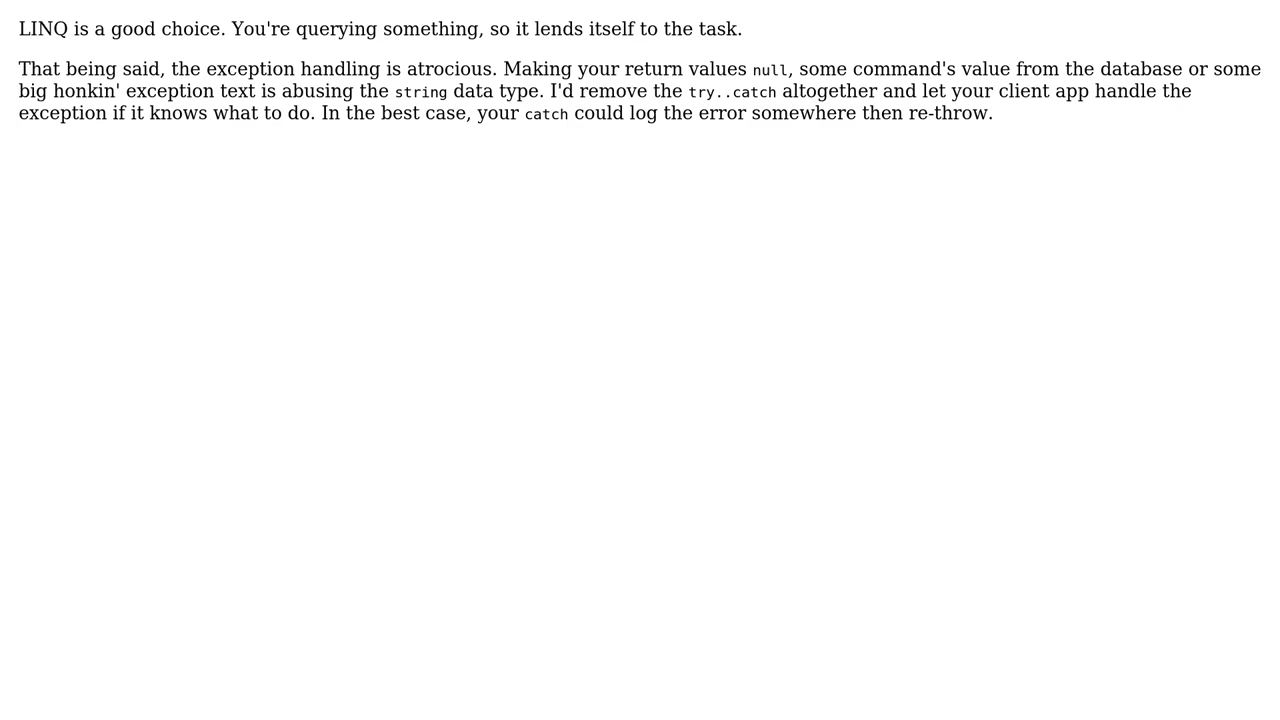 LINQ is a good choice. You're querying something, so it lends itself to the task.
That being said, the exception handling is atrocious. Making your return values null, some command's value from the database or some
big honkin' exception text is abusing the string data type. I'd remove the try..catch altogether and let your client app handle the
exception if it knows what to do. In the best case, your catch could log the error somewhere then re-throw.